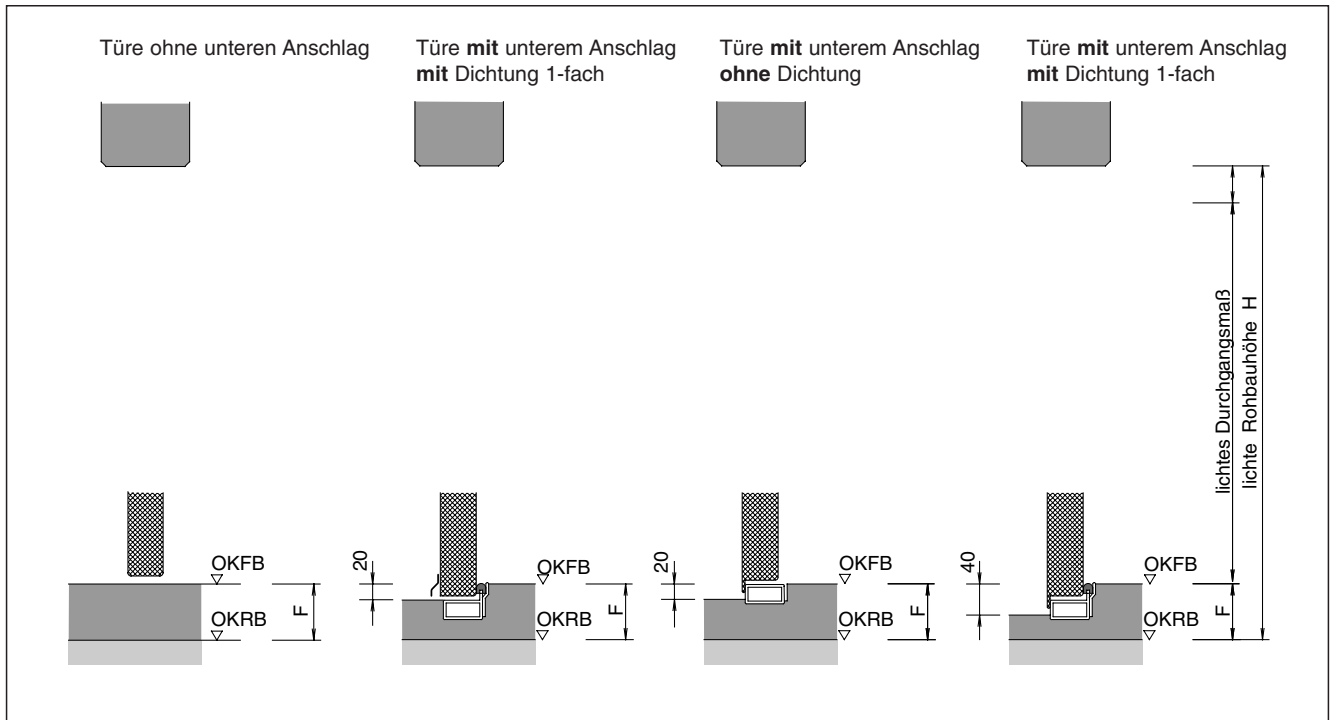 Türe ohne unteren Anschlag
Türe mit unterem Anschlag
mit Dichtung 1-fach
Türe mit unterem Anschlag
ohne Dichtung
Türe mit unterem Anschlag
mit Dichtung 1-fach
lichtes Durchgangsmaß
lichte Rohbauhöhe H
OKFB
F
OKRB
20
OKFB
F
OKRB
20
OKFB
F
OKRB
40
OKFB
F
OKRB